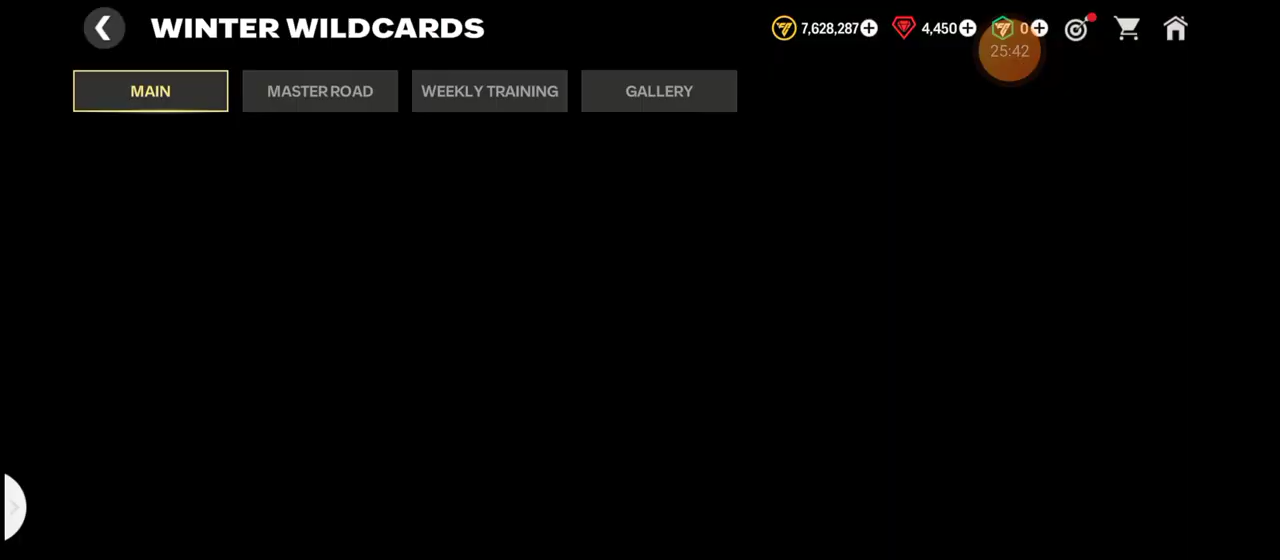 WINTER WILDCARDS
7,628,287
4,450
0
25:42
MAIN
MASTER ROAD
WEEKLY TRAINING
GALLERY